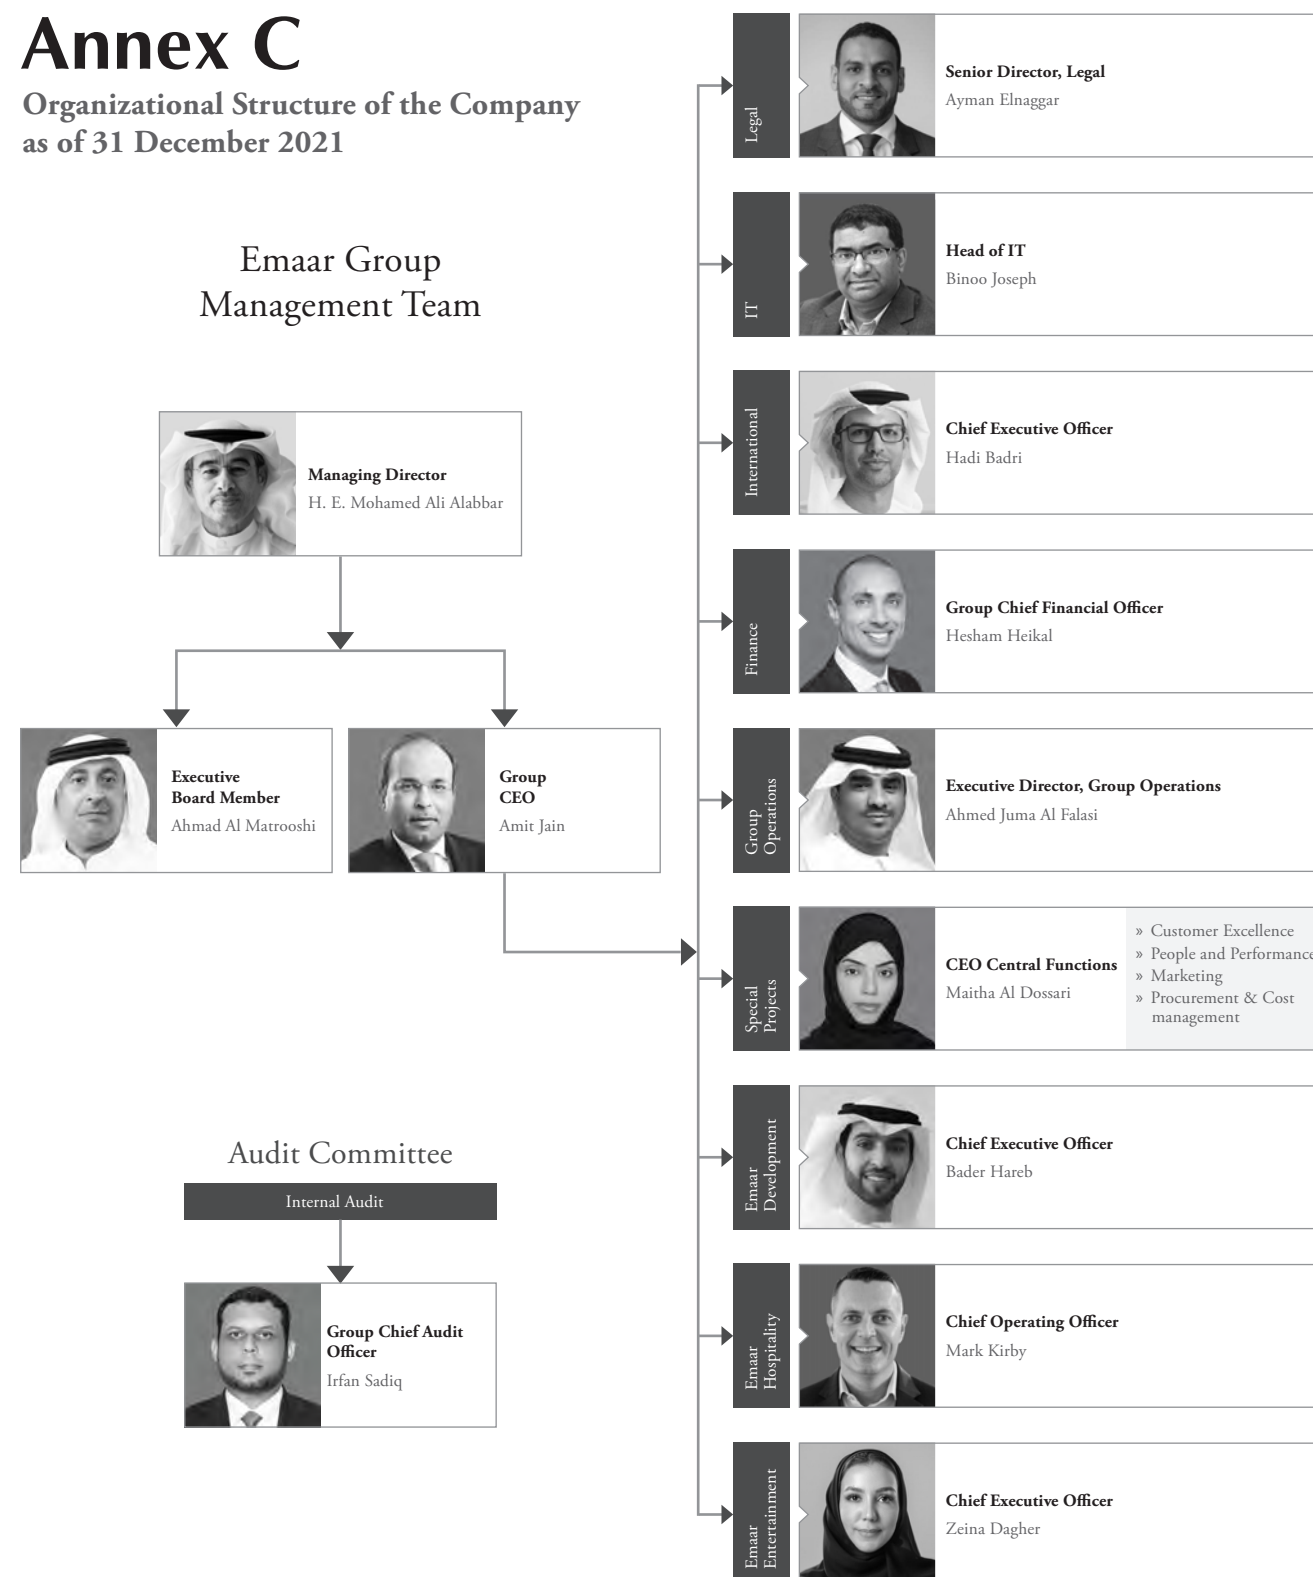 Annex C
Organizational Structure of the Company
as of 31 December 2021
Emaar Group
Management Team
Managing Director
H. E. Mohamed Ali Alabbar
Executive
Board Member
Ahmad Al Matrooshi
Group
CEO
Amit Jain
Audit Committee
Internal Audit
Group Chief Audit
Officer
Irfan Sadiq
Legal
Senior Director, Legal
Ayman Elnaggar
IT
Head of IT
Binoo Joseph
International
Chief Executive Officer
Hadi Badri
Finance
Group Chief Financial Officer
Hesham Heikal
Group
Operations
Executive Director, Group Operations
Ahmed Juma Al Falasi
Special
Projects
CEO Central Functions
Maitha Al Dossari
» Customer Excellence
» People and Performance
» Marketing
» Procurement & Cost
management
Emaar
Development
Chief Executive Officer
Bader Hareb
Emaar
Hospitality
Chief Operating Officer
Mark Kirby
Emaar
Entertainment
Chief Executive Officer
Zeina Dagher